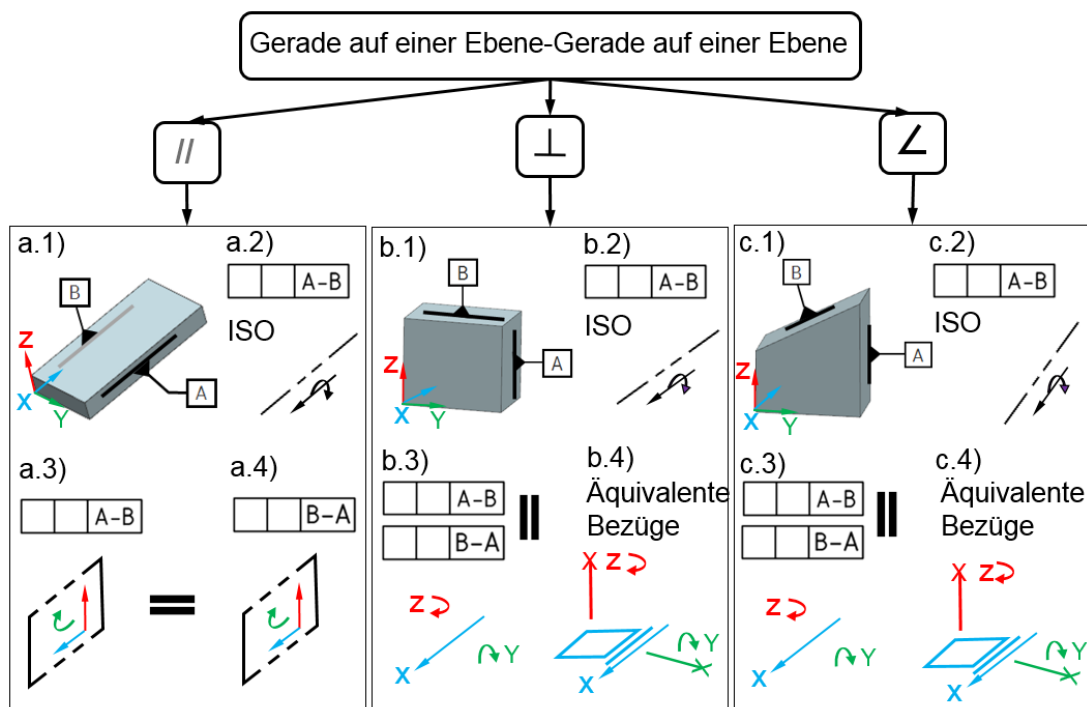 Gerade auf einer Ebene-Gerade auf einer Ebene
//
⊥
∠
a.1)
B
A
Z
X
Y
a.2)
A-B
ISO
a.3)
A-B
=
a.4)
B-A
b.1)
B
A
Z
X
Y
b.2)
A-B
ISO
b.3)
A-B
B-A
Z
X
Y
b.4)
Äquivalente
Bezüge
X Z
Y
X
c.1)
B
A
Z
X
Y
c.2)
A-B
ISO
c.3)
A-B
B-A
Z
X
Y
c.4)
Äquivalente
Bezüge
X Z
Y
X